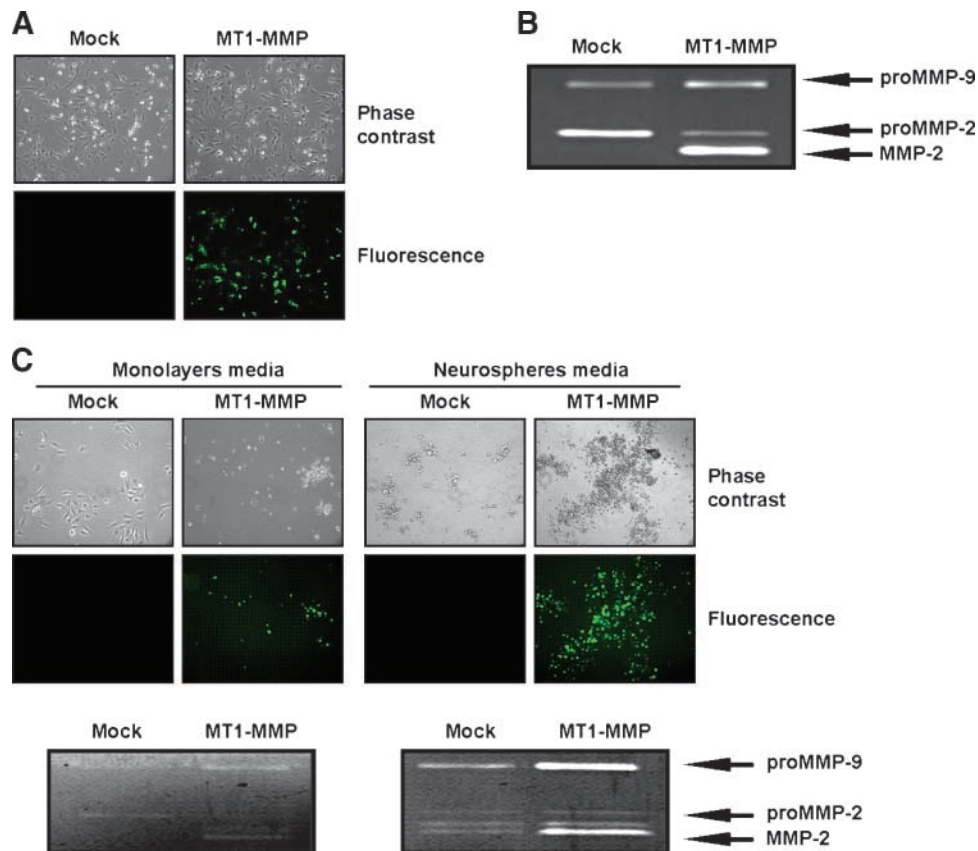 A
Mock MT1-MMP
Phase
contrast
Fluorescence
B
Mock MT1-MMP
proMMP-9
proMMP-2
MMP-2
C
Monolayers media Neurospheres media
Mock MT1-MMP Mock MT1-MMP
Phase
contrast
Fluorescence
Mock MT1-MMP Mock MT1-MMP
proMMP-9
proMMP-2
MMP-2